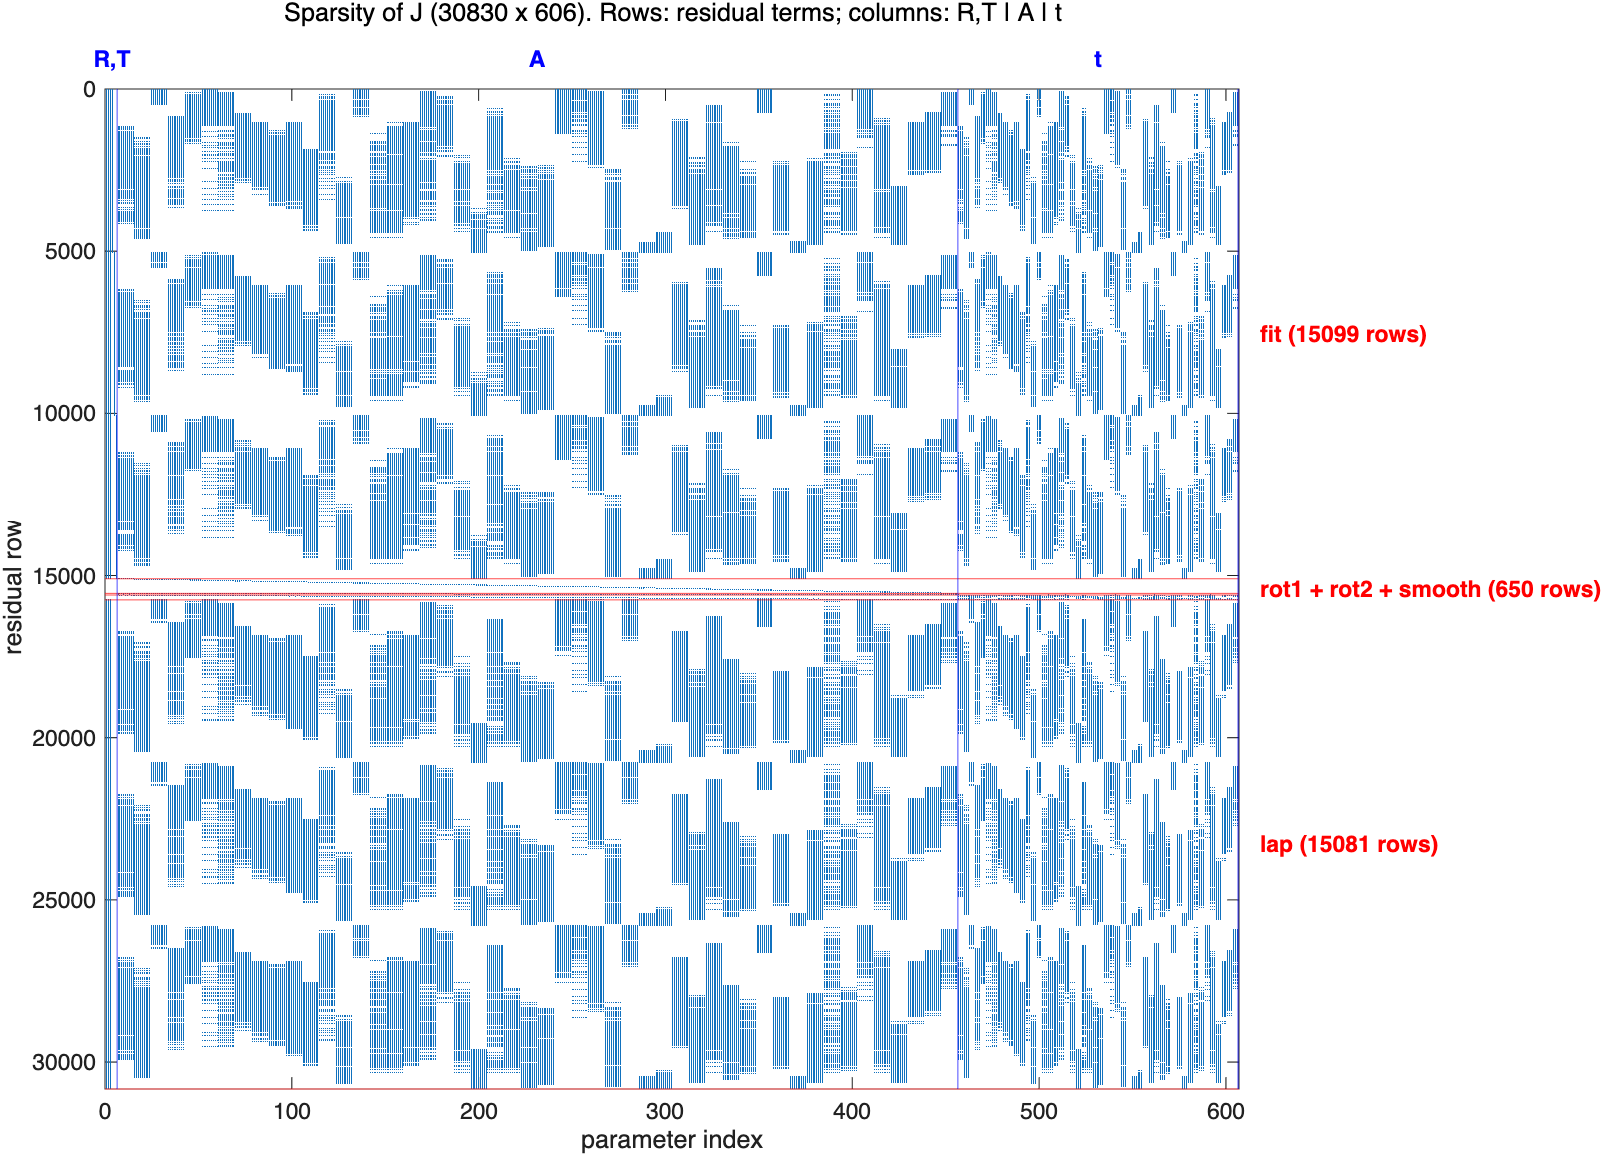 Sparsity of J (30830 x 606). Rows: residual terms; columns: R,T | A | t
R,T A t
0
5000
fit (15099 rows)
10000
15000
rot1 + rot2 + smooth (650 rows)
residual row
20000
lap (15081 rows)
25000
30000
0 100 200 300 400 500 600
parameter index